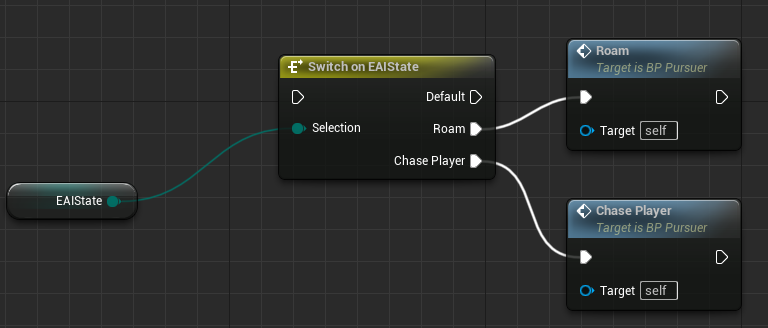 Switch on EAIState
Default
Selection
Roam
Chase Player
EAIState
Roam
Target is BP Pursuer
Target self
Chase Player
Target is BP Pursuer
Target self